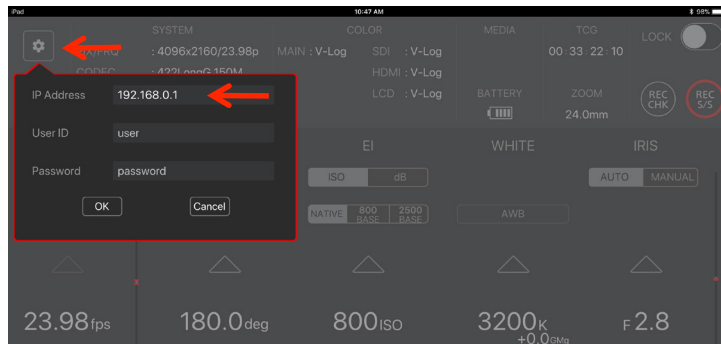 iPad 10:47 AM 98%
SYSTEM COLOR MEDIA TCG LOCK
/FRQ : 4096x2160/23.98p MAIN : V-Log SDI : V-Log 00:33:22:10
CODEC : 422LongG 150M HDMI : V-Log
LCD : V-Log BATTERY ZOOM REC CHK REC S/S
24.0mm
IP Address 192.168.0.1
User ID user
Password password
OK Cancel
EI WHITE IRIS
ISO dB AUTO MANUAL
NATIVE 800 BASE 2500 BASE AWB
23.98fps 180.0deg 800ISO 3200K F2.8
+0.0GMg